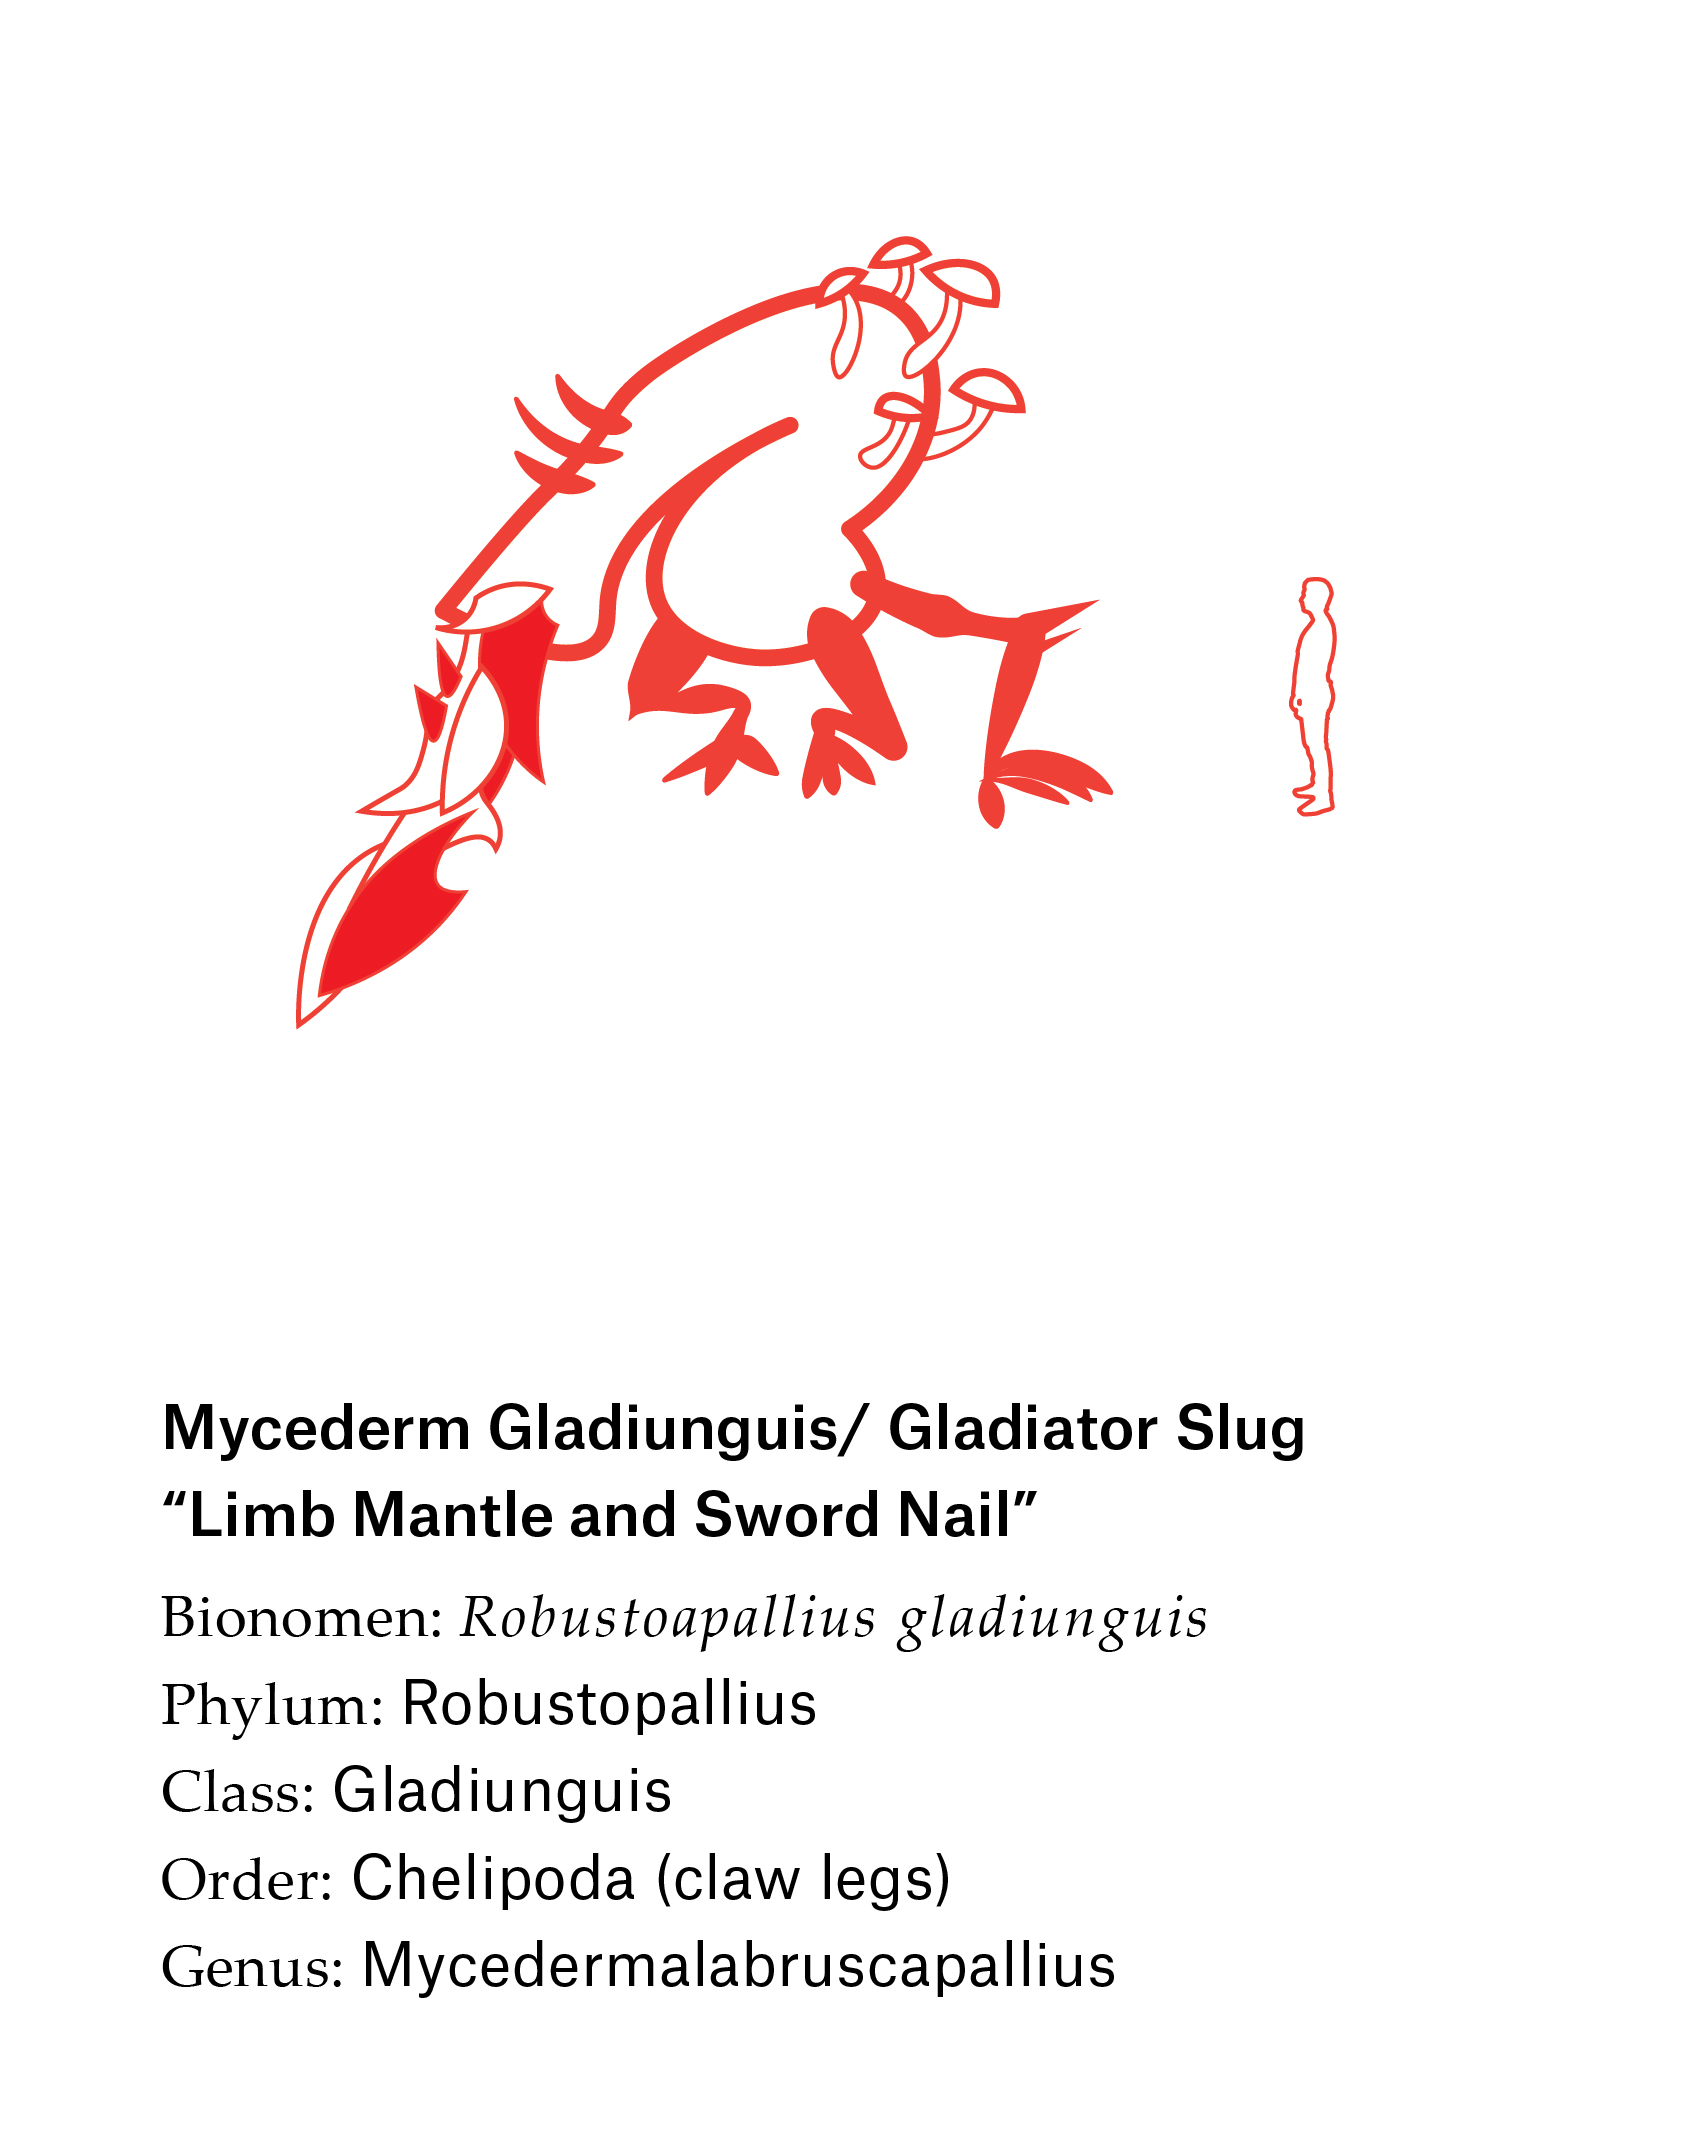 Mycederm Gladiunguis/ Gladiator Slug
“Limb Mantle and Sword Nail”
Bionomen: Robustoapallius gladiunguis
Phylum: Robustopallius
Class: Gladiunguis
Order: Chelipoda (claw legs)
Genus: Mycedermalabruscapallius